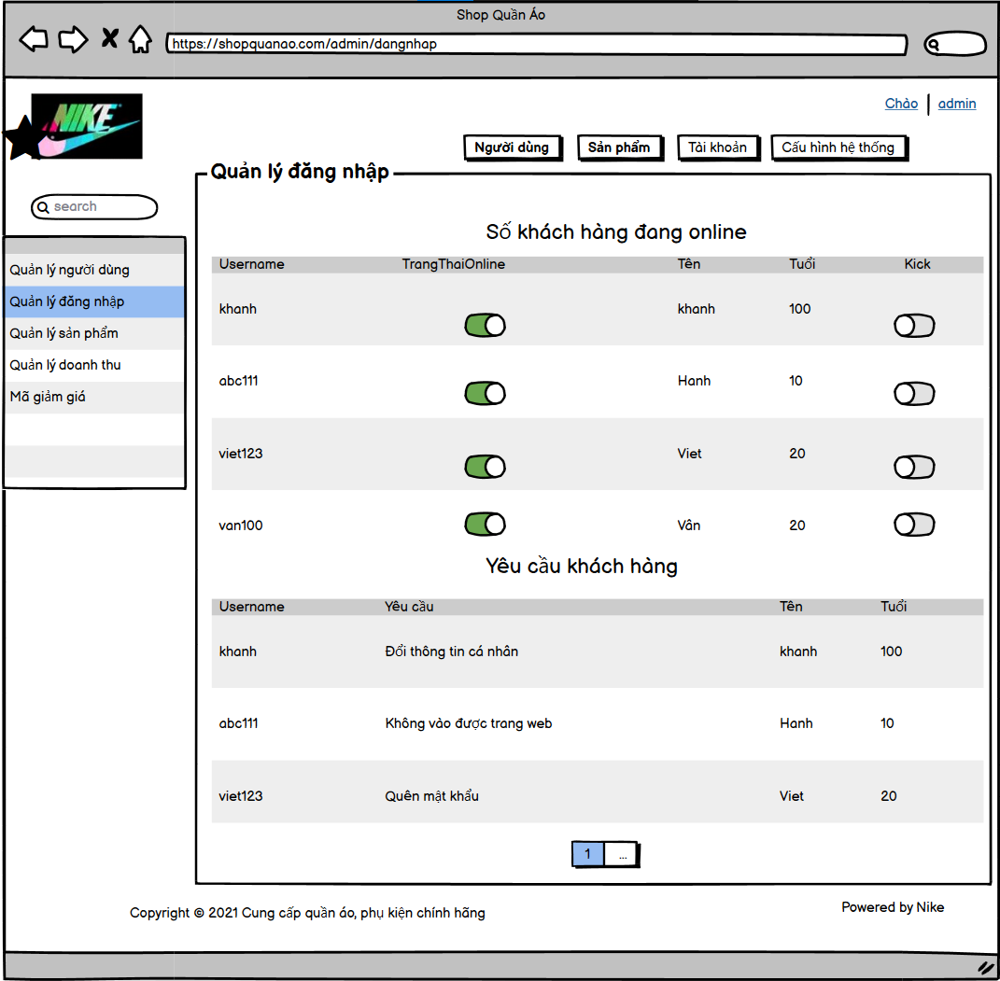 Shop Quần Áo
https://shopquanao.com/admin/dangnhap
NIKE
Chào admin
Người dùng Sản phẩm Tài khoản Cấu hình hệ thống
Quản lý đăng nhập
search
Quản lý người dùng
Quản lý đăng nhập
Quản lý sản phẩm
Quản lý doanh thu
Mã giảm giá
Số khách hàng đang online
Username TrangThaiOnline Tên Tuổi Kick
khanh khanh 100
abc111 Hanh 10
viet123 Viet 20
van100 Vân 20
Yêu cầu khách hàng
Username Yêu cầu Tên Tuổi
khanh Đổi thông tin cá nhân khanh 100
abc111 Không vào được trang web Hanh 10
viet123 Quên mật khẩu Viet 20
1 ...
Copyright © 2021 Cung cấp quần áo, phụ kiện chính hãng
Powered by Nike